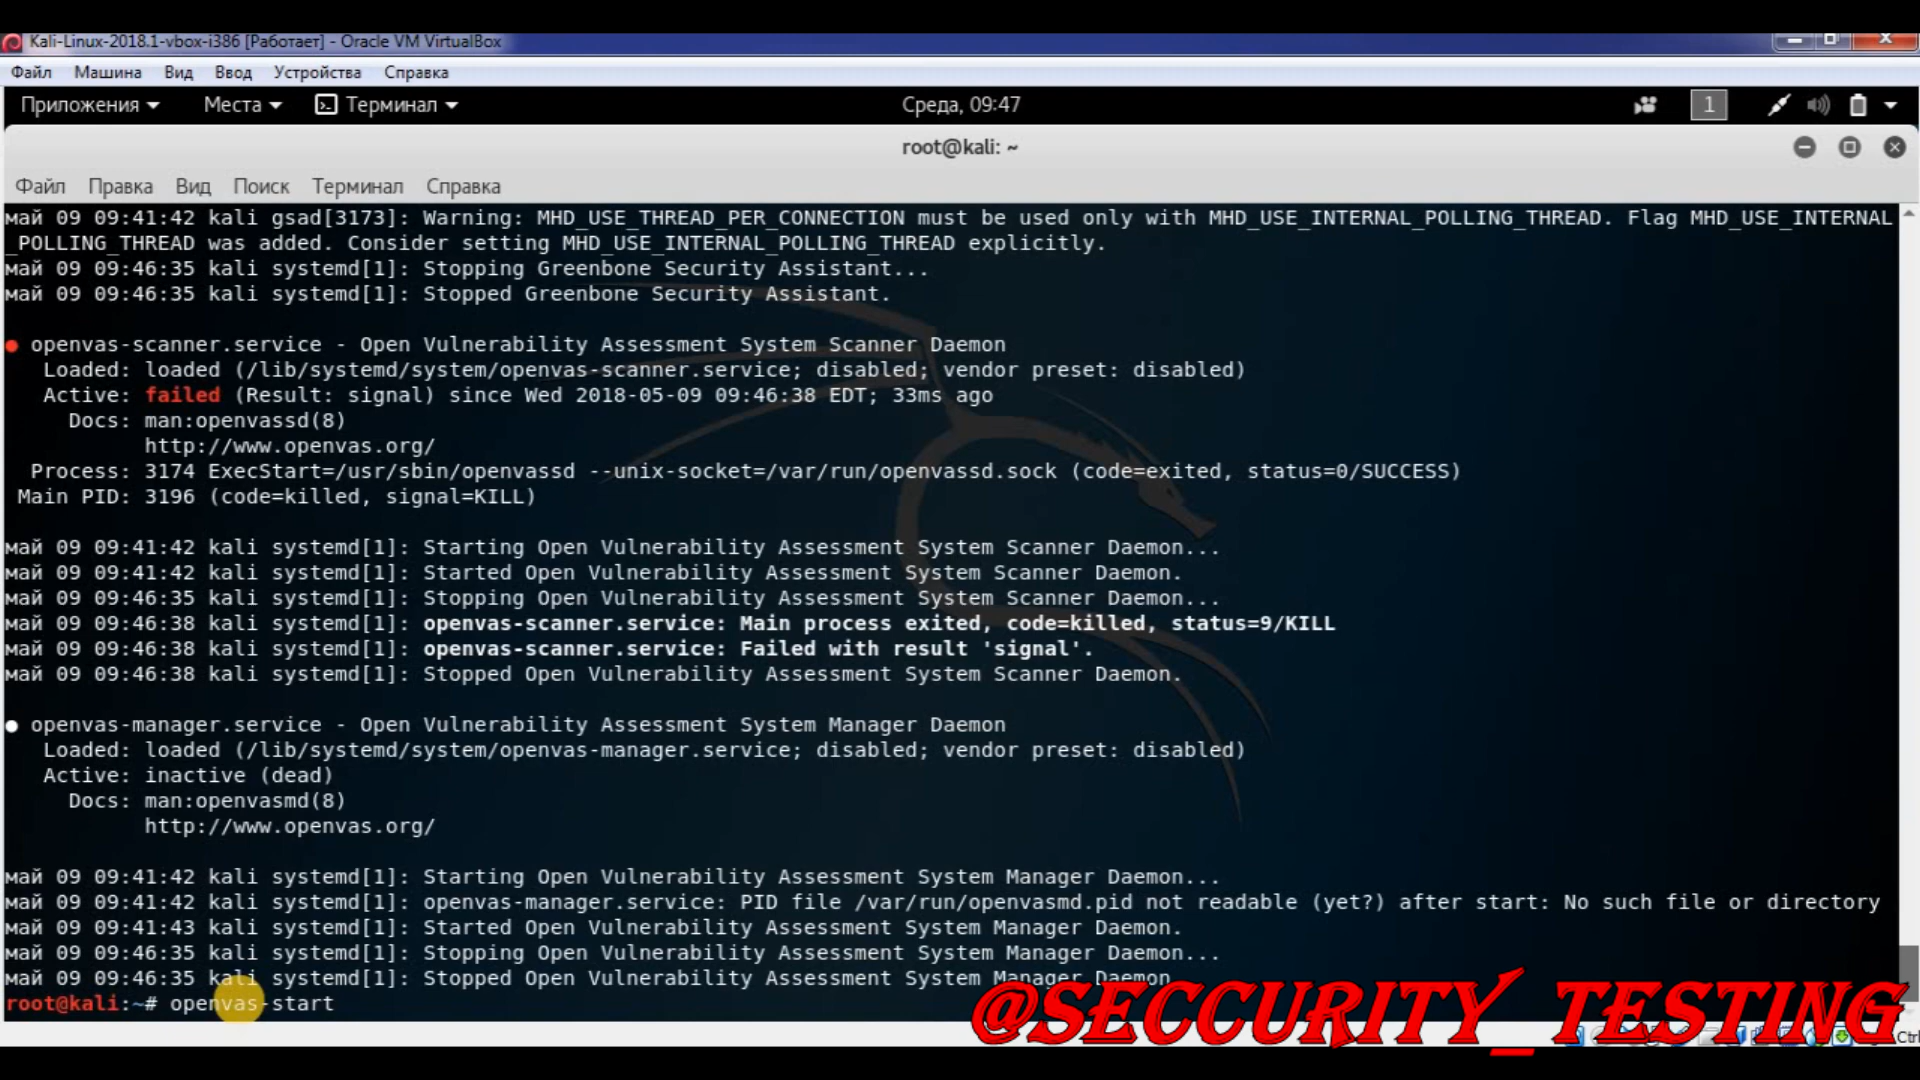 Kali-Linux-2018.1-vbox-i386 [Работает] - Oracle VM VirtualBox
Файл Машина Вид Ввод Устройства Справка
Приложения Места Терминал Среда, 09:47 1
root@kali: ~
Файл Правка Вид Поиск Терминал Справка
май 09 09:41:42 kali gsad[3173]: Warning: MHD_USE_THREAD_PER_CONNECTION must be used only with MHD_USE_INTERNAL_POLLING_THREAD. Flag MHD_USE_INTERNAL
_POLLING_THREAD was added. Consider setting MHD_USE_INTERNAL_POLLING_THREAD explicitly.
май 09 09:46:35 kali systemd[1]: Stopping Greenbone Security Assistant...
май 09 09:46:35 kali systemd[1]: Stopped Greenbone Security Assistant.
● openvas-scanner.service - Open Vulnerability Assessment System Scanner Daemon
Loaded: loaded (/lib/systemd/system/openvas-scanner.service; disabled; vendor preset: disabled)
Active: failed (Result: signal) since Wed 2018-05-09 09:46:38 EDT; 33ms ago
Docs: man:openvassd(8)
http://www.openvas.org/
Process: 3174 ExecStart=/usr/sbin/openvassd --unix-socket=/var/run/openvassd.sock (code=exited, status=0/SUCCESS)
Main PID: 3196 (code=killed, signal=KILL)
май 09 09:41:42 kali systemd[1]: Starting Open Vulnerability Assessment System Scanner Daemon...
май 09 09:41:42 kali systemd[1]: Started Open Vulnerability Assessment System Scanner Daemon.
май 09 09:46:35 kali systemd[1]: Stopping Open Vulnerability Assessment System Scanner Daemon...
май 09 09:46:38 kali systemd[1]: openvas-scanner.service: Main process exited, code=killed, status=9/KILL
май 09 09:46:38 kali systemd[1]: openvas-scanner.service: Failed with result 'signal'.
май 09 09:46:38 kali systemd[1]: Stopped Open Vulnerability Assessment System Scanner Daemon.
● openvas-manager.service - Open Vulnerability Assessment System Manager Daemon
Loaded: loaded (/lib/systemd/system/openvas-manager.service; disabled; vendor preset: disabled)
Active: inactive (dead)
Docs: man:openvasmd(8)
http://www.openvas.org/
май 09 09:41:42 kali systemd[1]: Starting Open Vulnerability Assessment System Manager Daemon...
май 09 09:41:42 kali systemd[1]: openvas-manager.service: PID file /var/run/openvasmd.pid not readable (yet?) after start: No such file or directory
май 09 09:41:43 kali systemd[1]: Started Open Vulnerability Assessment System Manager Daemon.
май 09 09:46:35 kali systemd[1]: Stopping Open Vulnerability Assessment System Manager Daemon...
май 09 09:46:35 kali systemd[1]: Stopped Open Vulnerability Assessment System Manager Daemon
root@kali:~# openvas-start
@SECCURITY_TESTING
Ctrl